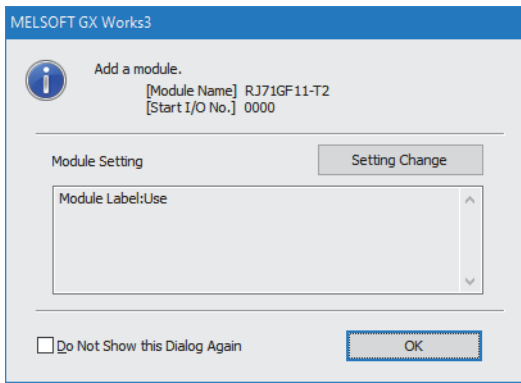 MELSOFT GX Works3
Add a module.
[Module Name] RJ71GF11-T2
[Start I/O No.] 0000
Module Setting
Setting Change
Module Label:Use
Do Not Show this Dialog Again
OK